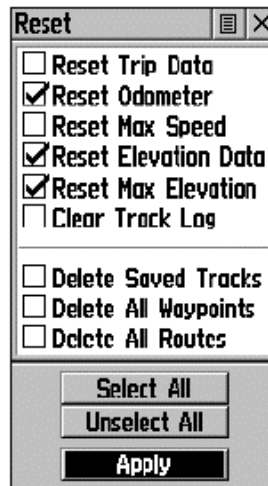 Reset
Reset Trip Data
Reset Odometer
Reset Max Speed
Reset Elevation Data
Reset Max Elevation
Clear Track Log
Delete Saved Tracks
Delete All Waypoints
Delete All Routes
Select All
Unselect All
Apply